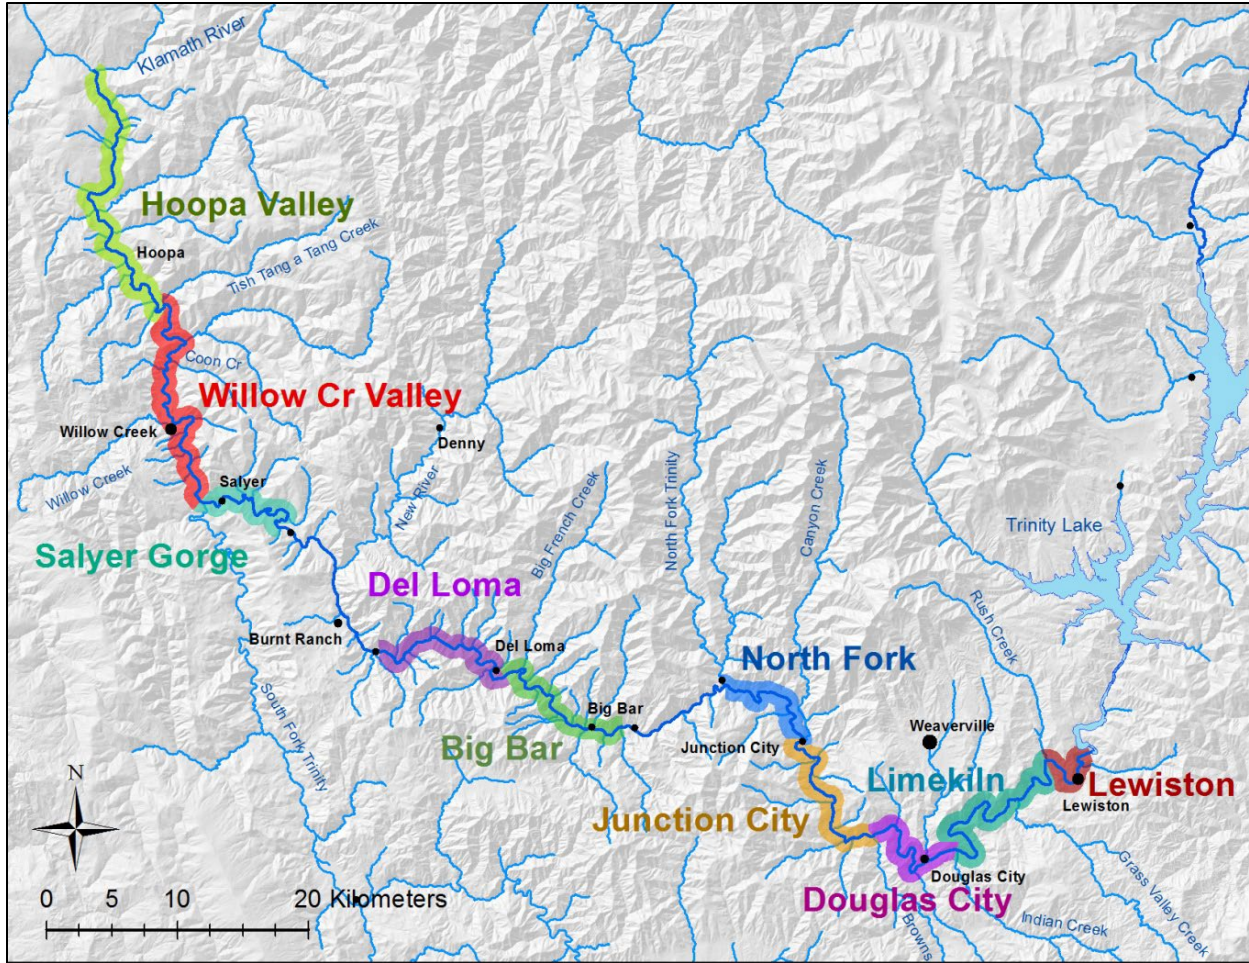 Klamath River
Hoopa Valley
Hoopa
Tish Tang a Tang Creek
Coon Cr
Willow Cr Valley
Willow Creek
Denny
Willow Creek
Salyer
New River
Big French Creek
North Fork Trinity
Canyon Creek
Trinity Lake
Salyer Gorge
Del Loma
Rush Creek
Burnt Ranch
Del Loma
North Fork
South Fork Trinity
Big Bar
Weaverville
Big Bar
Junction City
Limekiln
Lewiston
Lewiston
N
Junction City
Douglas City
Grass Valley Creek
Douglas City
0 5 10 20 Kilometers
Indian Creek
Browns